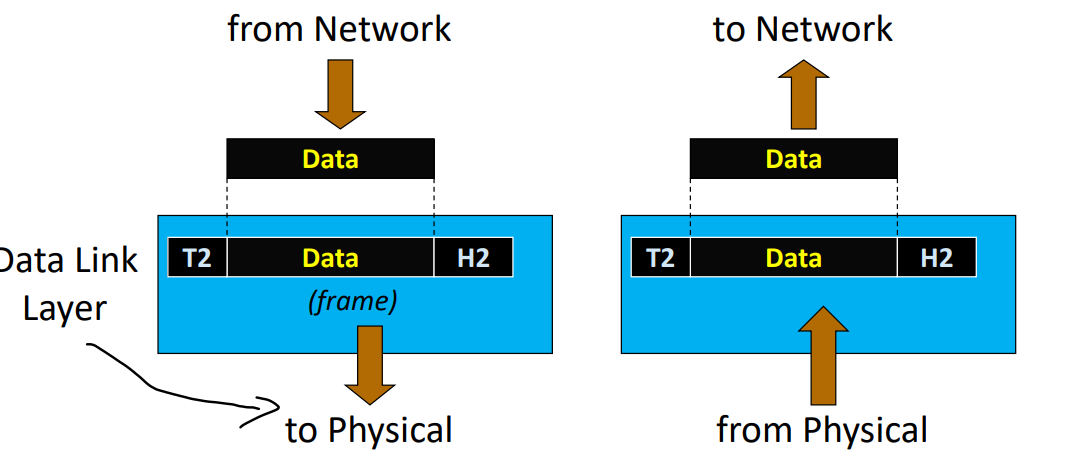 from Network
to Network
Data
Data
T2 Data H2
T2 Data H2
Data Link
Layer
(frame)
to Physical
from Physical